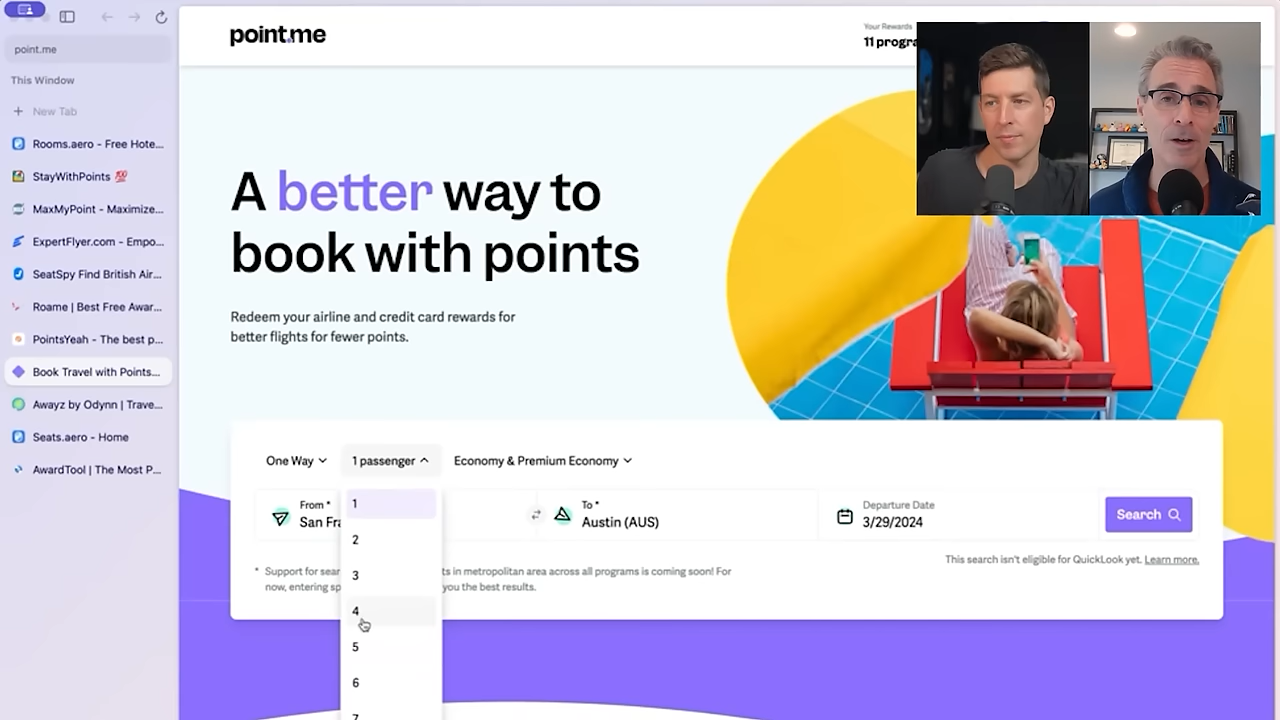 point.me
This Window
+ New Tab
Rooms.aero - Free Hote...
StayWithPoints 💯
MaxMyPoint - Maximize...
ExpertFlyer.com - Empo...
SeatSpy Find British Air...
Roame | Best Free Awar...
PointsYeah - The best p...
Book Travel with Points...
Awayz by Odynn | Trave...
Seats.aero - Home
AwardTool | The Most P...
point.me
Your Rewards
11 progra
A better way to
book with points
Redeem your airline and credit card rewards for
better flights for fewer points.
One Way
1 passenger
Economy & Premium Economy
From *
San Fra
To *
Austin (AUS)
Departure Date
3/29/2024
Search
1
2
3
4
5
6
7
This search isn't eligible for QuickLook yet. Learn more.
* Support for sear
ts in metropolitan area across all programs is coming soon! For
now, entering sp
you the best results.